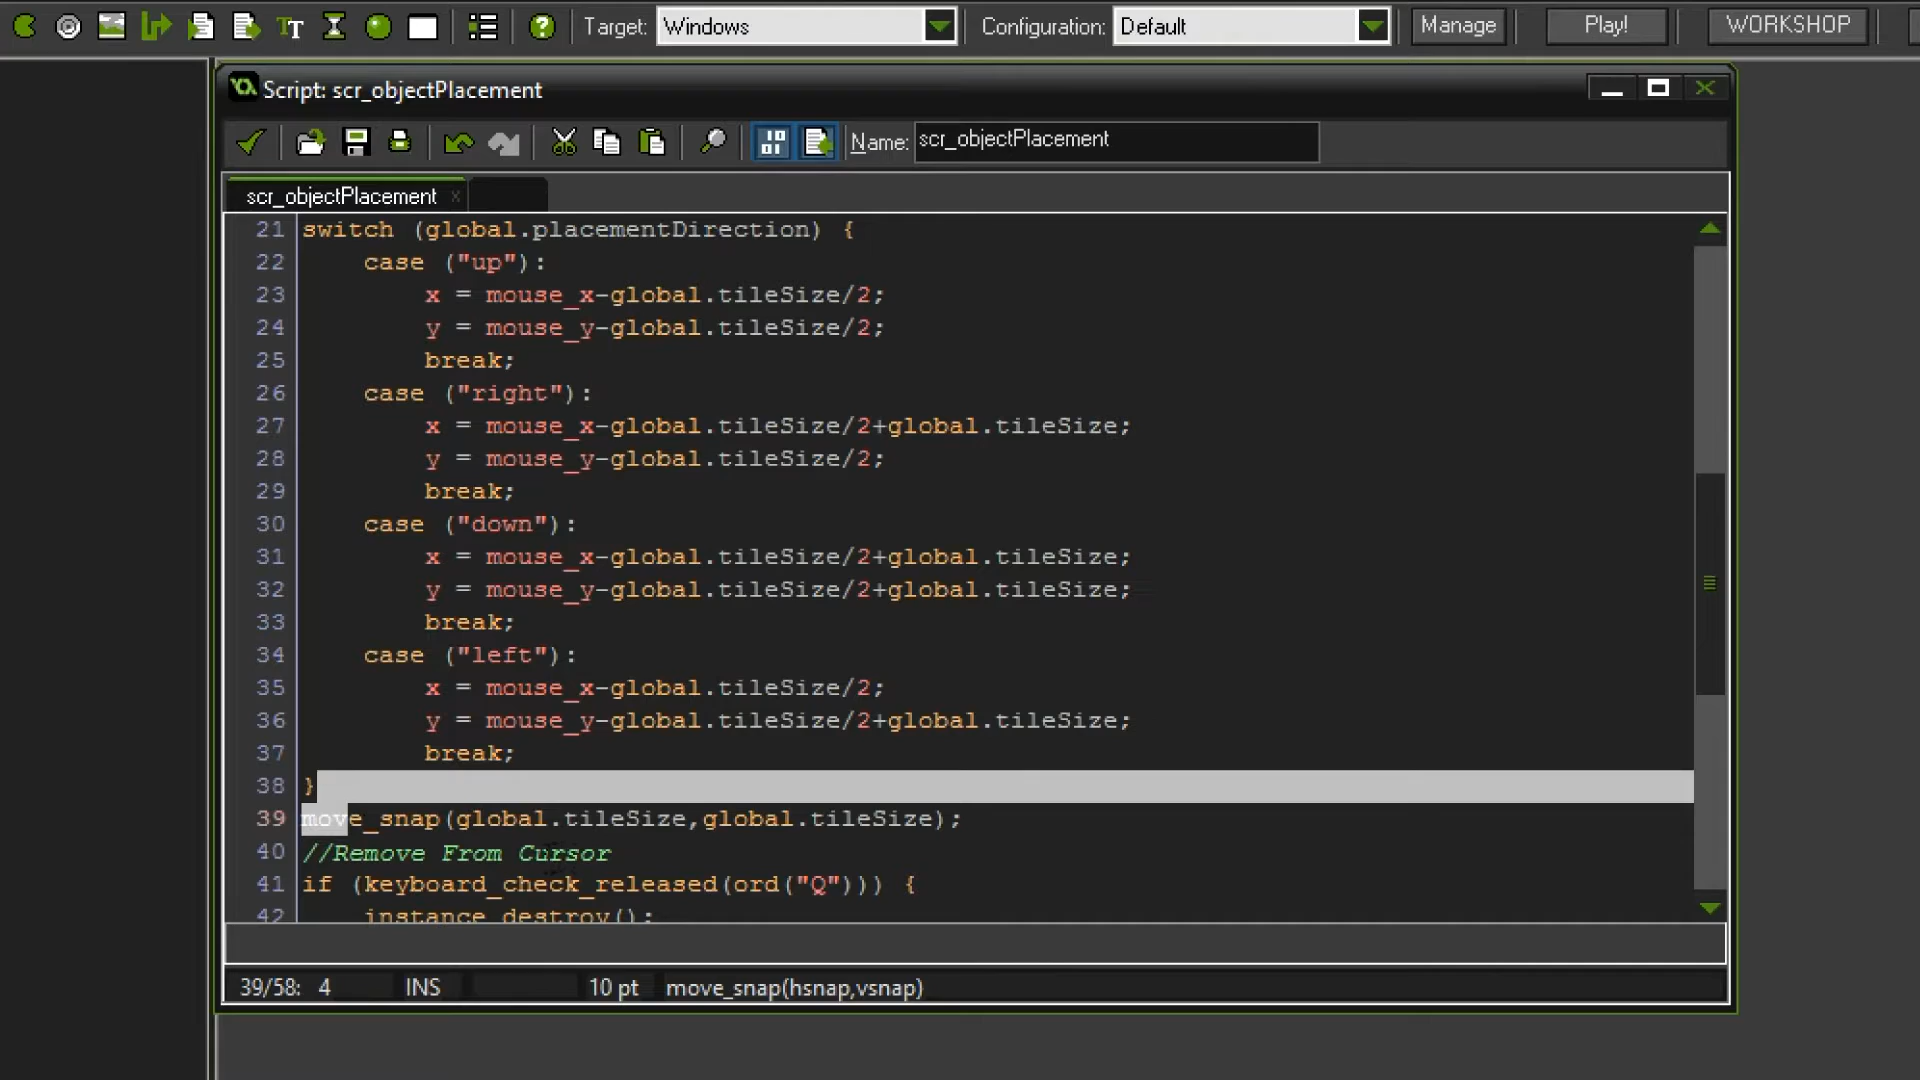 Target: Windows Configuration: Default Manage Play! WORKSHOP
Script: scr_objectPlacement
Name: scr_objectPlacement
scr_objectPlacement x
21 switch (global.placementDirection) {
22 case ("up"):
23 x = mouse_x-global.tileSize/2;
24 y = mouse_y-global.tileSize/2;
25 break;
26 case ("right"):
27 x = mouse_x-global.tileSize/2+global.tileSize;
28 y = mouse_y-global.tileSize/2;
29 break;
30 case ("down"):
31 x = mouse_x-global.tileSize/2+global.tileSize;
32 y = mouse_y-global.tileSize/2+global.tileSize;
33 break;
34 case ("left"):
35 x = mouse_x-global.tileSize/2;
36 y = mouse_y-global.tileSize/2+global.tileSize;
37 break;
38 }
39 move_snap(global.tileSize,global.tileSize);
40 //Remove From Cursor
41 if (keyboard_check_released(ord("Q"))) {
42 instance_destroy();
39/58: 4 INS 10 pt move_snap(hsnap,vsnap)